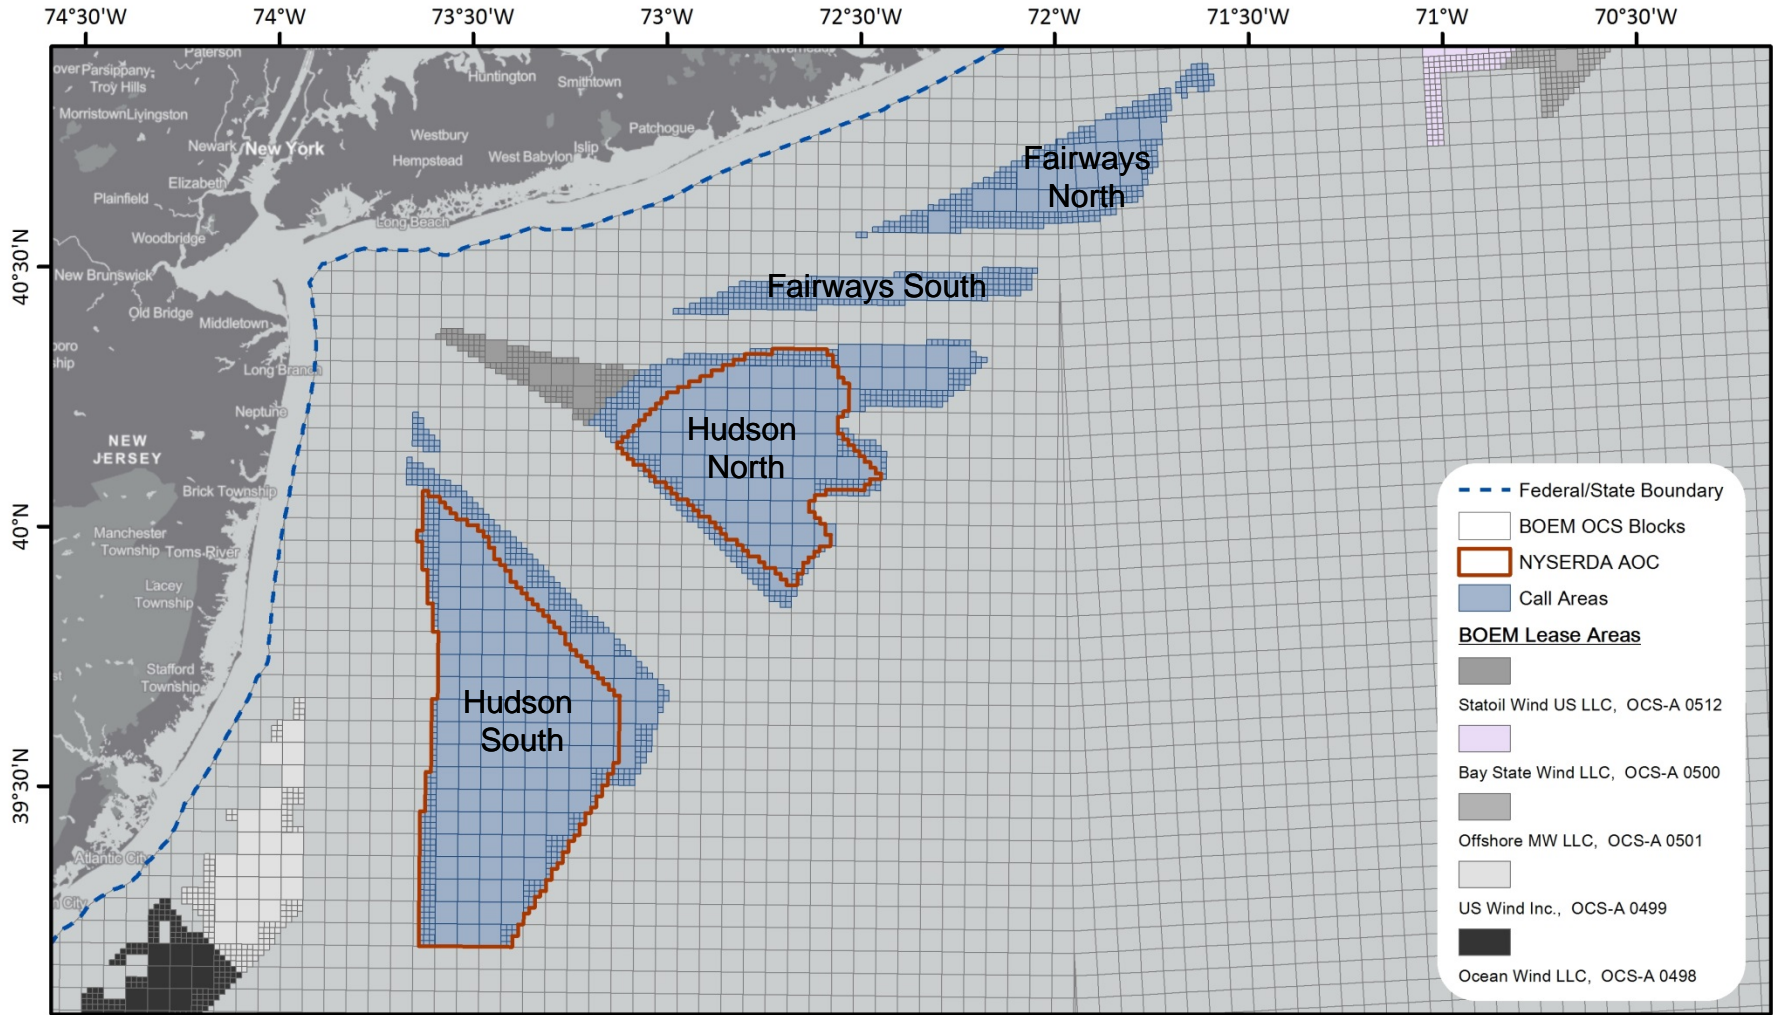 74°30'W 74°W 73°30'W 73°W 72°30'W 72°W 71°30'W 71°W 70°30'W
Paterson
over Parsippany-
Troy Hills
Huntington
Smithtown
Morristown Livingston
Westbury
Patchogue
Newark
New York
Hempstead
West Babylon
Islip
Fairways
North
Elizabeth
Plainfield
Long Beach
Woodbridge
40°30'N
New Brunswick
Fairways South
Old Bridge
Middletown
Long Branch
Neptune
Hudson
North
NEW
JERSEY
Brick Township
40°N
Manchester
Township
Toms River
Lacey
Township
Stafford
Township
Hudson
South
39°30'N
Atlantic City
City
Federal/State Boundary
BOEM OCS Blocks
NYSERDA AOC
Call Areas
BOEM Lease Areas
Statoil Wind US LLC, OCS-A 0512
Bay State Wind LLC, OCS-A 0500
Offshore MW LLC, OCS-A 0501
US Wind Inc., OCS-A 0499
Ocean Wind LLC, OCS-A 0498